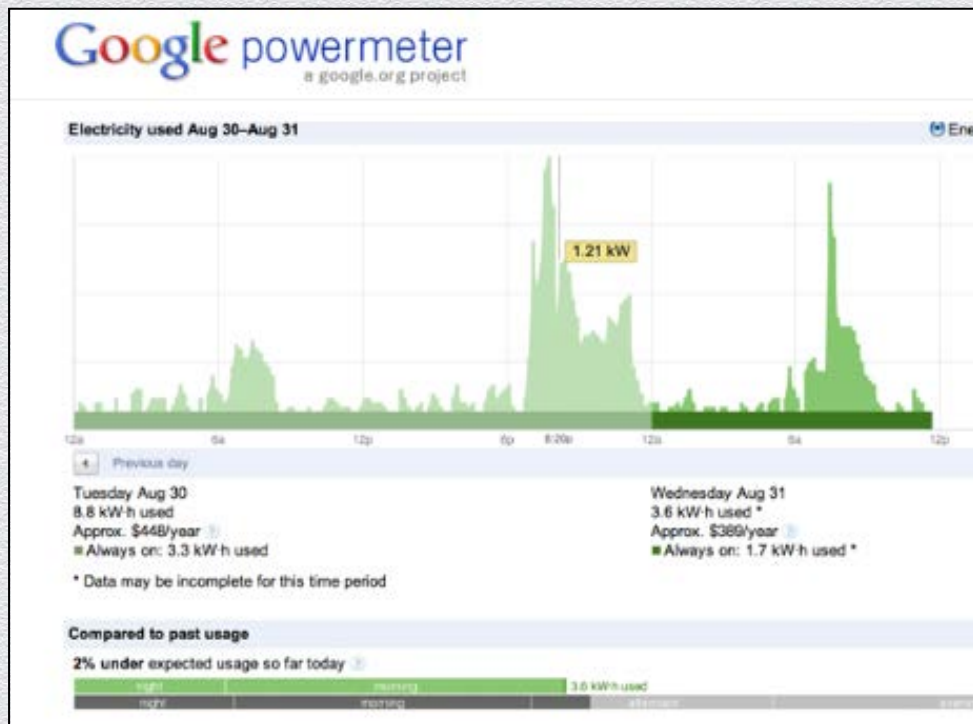 Google powermeter
a google.org project
Electricity used Aug 30–Aug 31
Ene
1.21 kW
12a 6a 12p 6p 8:20p 12a 6a 12p
Previous day
Tuesday Aug 30
8.8 kW·h used
Approx. $448/year ?
Always on: 3.3 kW·h used
Wednesday Aug 31
3.6 kW·h used *
Approx. $389/year ?
Always on: 1.7 kW·h used *
* Data may be incomplete for this time period
Compared to past usage
2% under expected usage so far today ?
night morning 3.6 kW·h used
night morning afternoon